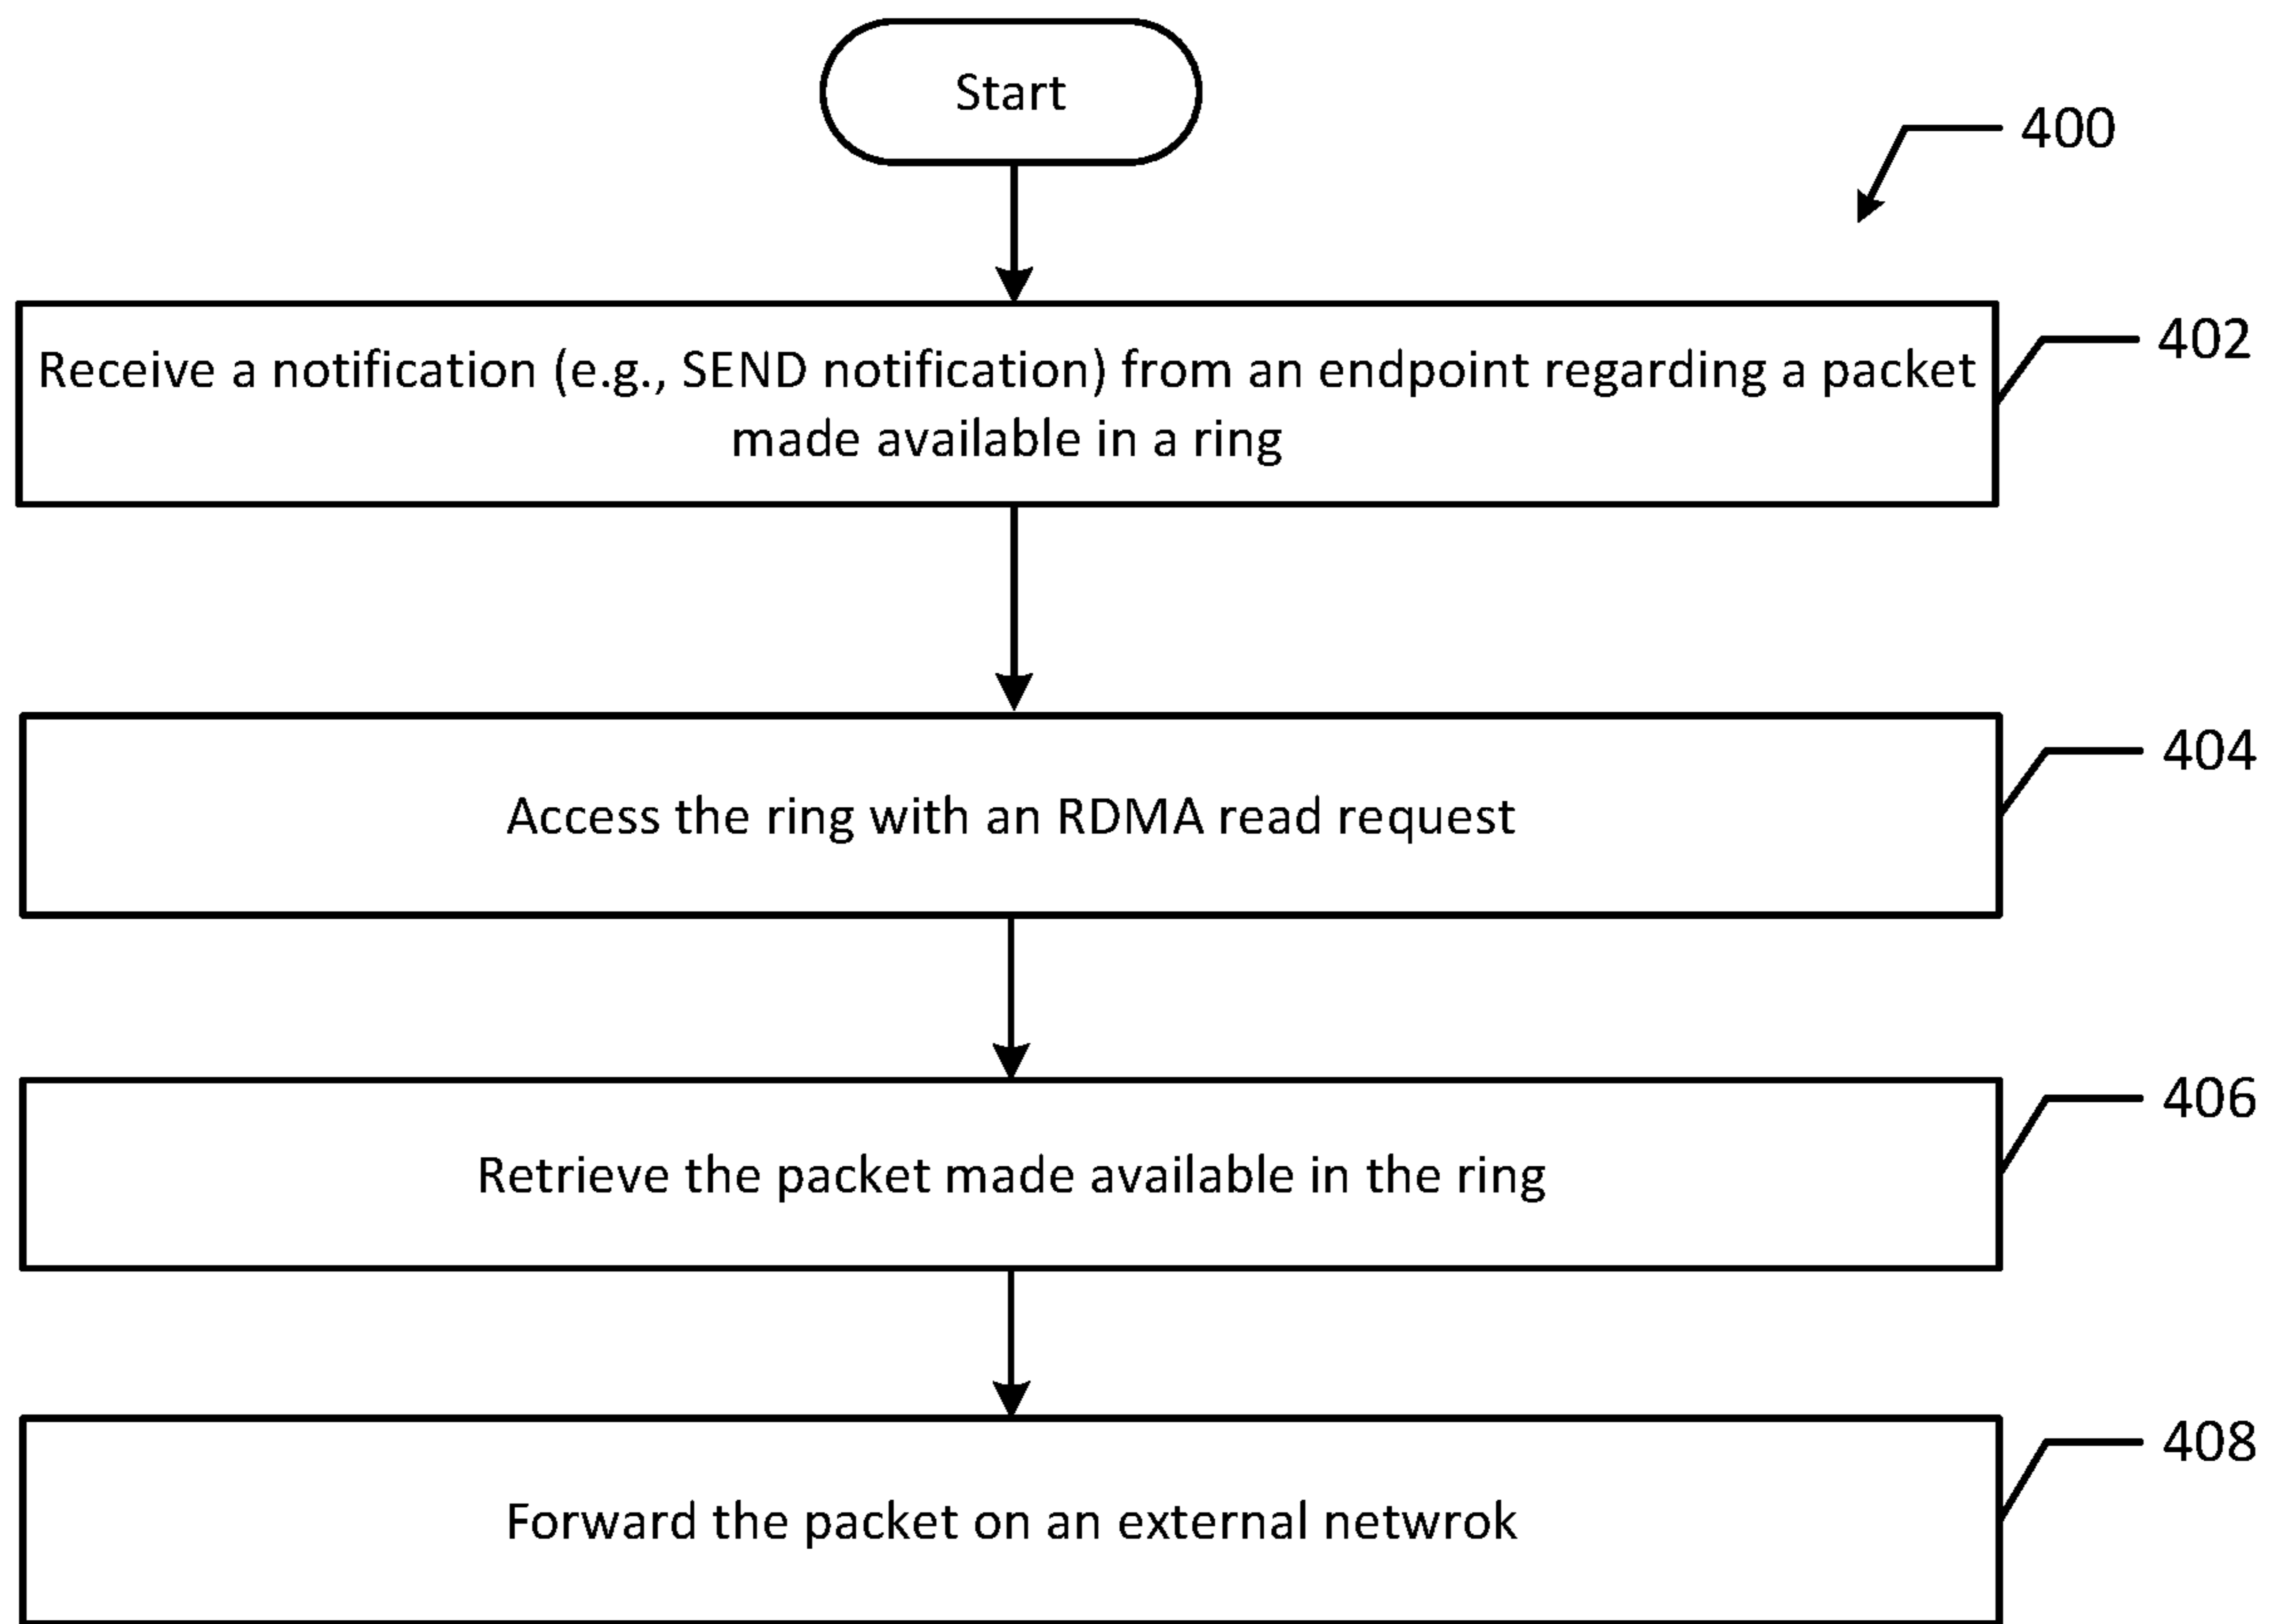 Start
400
Receive a notification (e.g., SEND notification) from an endpoint regarding a packet
made available in a ring
402
Access the ring with an RDMA read request
404
Retrieve the packet made available in the ring
406
Forward the packet on an external netwrok
408